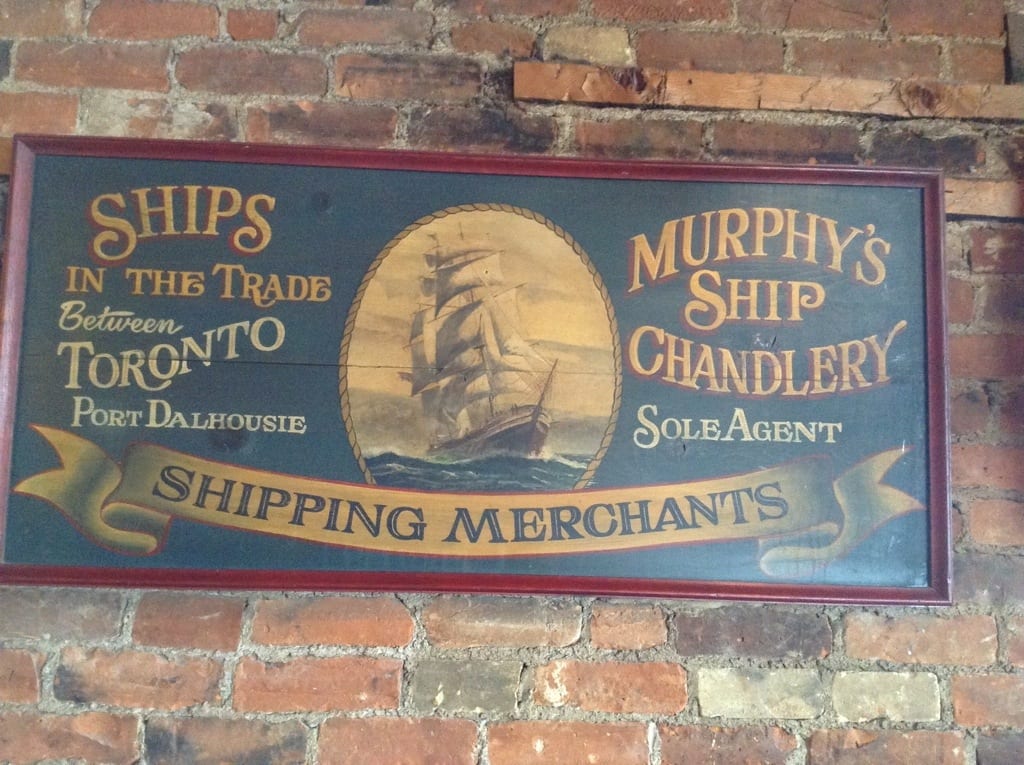 SHIPS
IN THE TRADE
Between
TORONTO
PORT DALHOUSIE
MURPHY'S
SHIP
CHANDLERY
SOLE AGENT
SHIPPING MERCHANTS